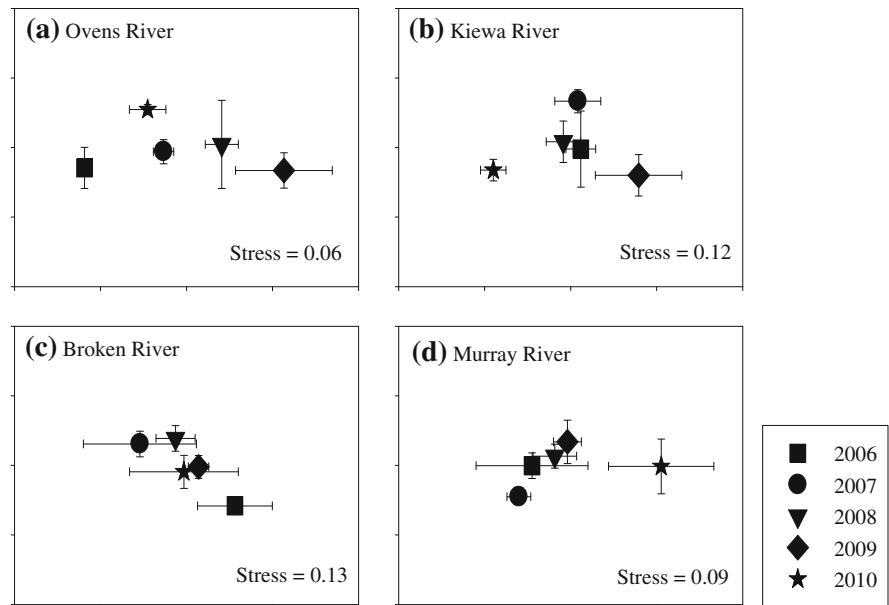 (a) Ovens River
Stress = 0.06
(b) Kiewa River
Stress = 0.12
(c) Broken River
Stress = 0.13
(d) Murray River
Stress = 0.09
2006
2007
2008
2009
2010